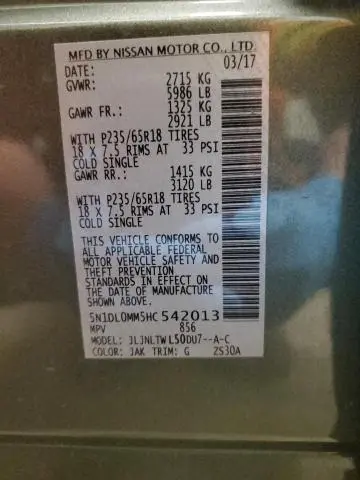 MFD BY NISSAN MOTOR CO., LTD.
DATE: 03/17
GVWR: 2715 KG
5986 LB
GAWR FR.: 1325 KG
2921 LB
WITH P235/65R18 TIRES
18 X 7.5 RIMS AT 33 PSI
COLD SINGLE
GAWR RR.: 1415 KG
3120 LB
WITH P235/65R18 TIRES
18 X 7.5 RIMS AT 33 PSI
COLD SINGLE
THIS VEHICLE CONFORMS TO
ALL APPLICABLE FEDERAL
MOTOR VEHICLE SAFETY AND
THEFT PREVENTION
STANDARDS IN EFFECT ON
THE DATE OF MANUFACTURE
SHOWN ABOVE.
5N1DL0MM5HC542013
MPV 856
MODEL: JLJNLTWL50DU7--A-C
COLOR: JAK TRIM: G ZS30A